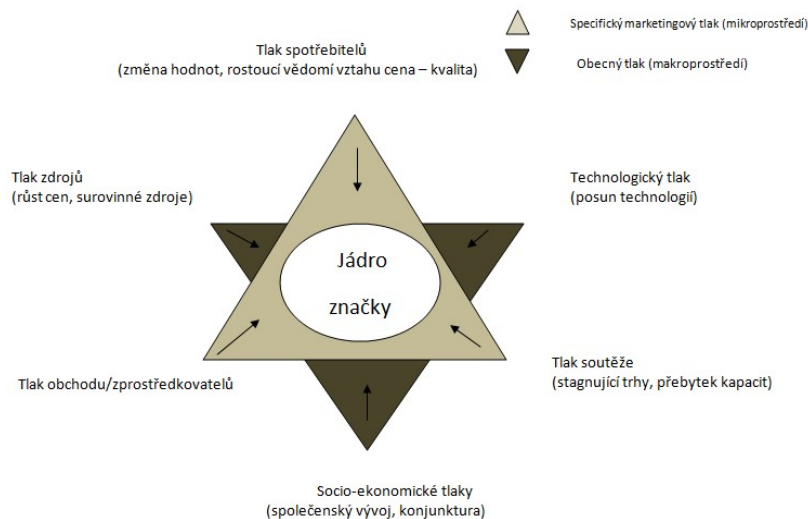 Specifický marketingový tlak (mikroprostředí)
Obecný tlak (makroprostředí)
Tlak spotřebitelů
(změna hodnot, rostoucí vědomí vztahu cena – kvalita)
Tlak zdrojů
(růst cen, surovinné zdroje)
Technologický tlak
(posun technologií)
Jádro
značky
Tlak obchodu/zprostředkovatelů
Tlak soutěže
(stagnující trhy, přebytek kapacit)
Socio-ekonomické tlaky
(společenský vývoj, konjunktura)